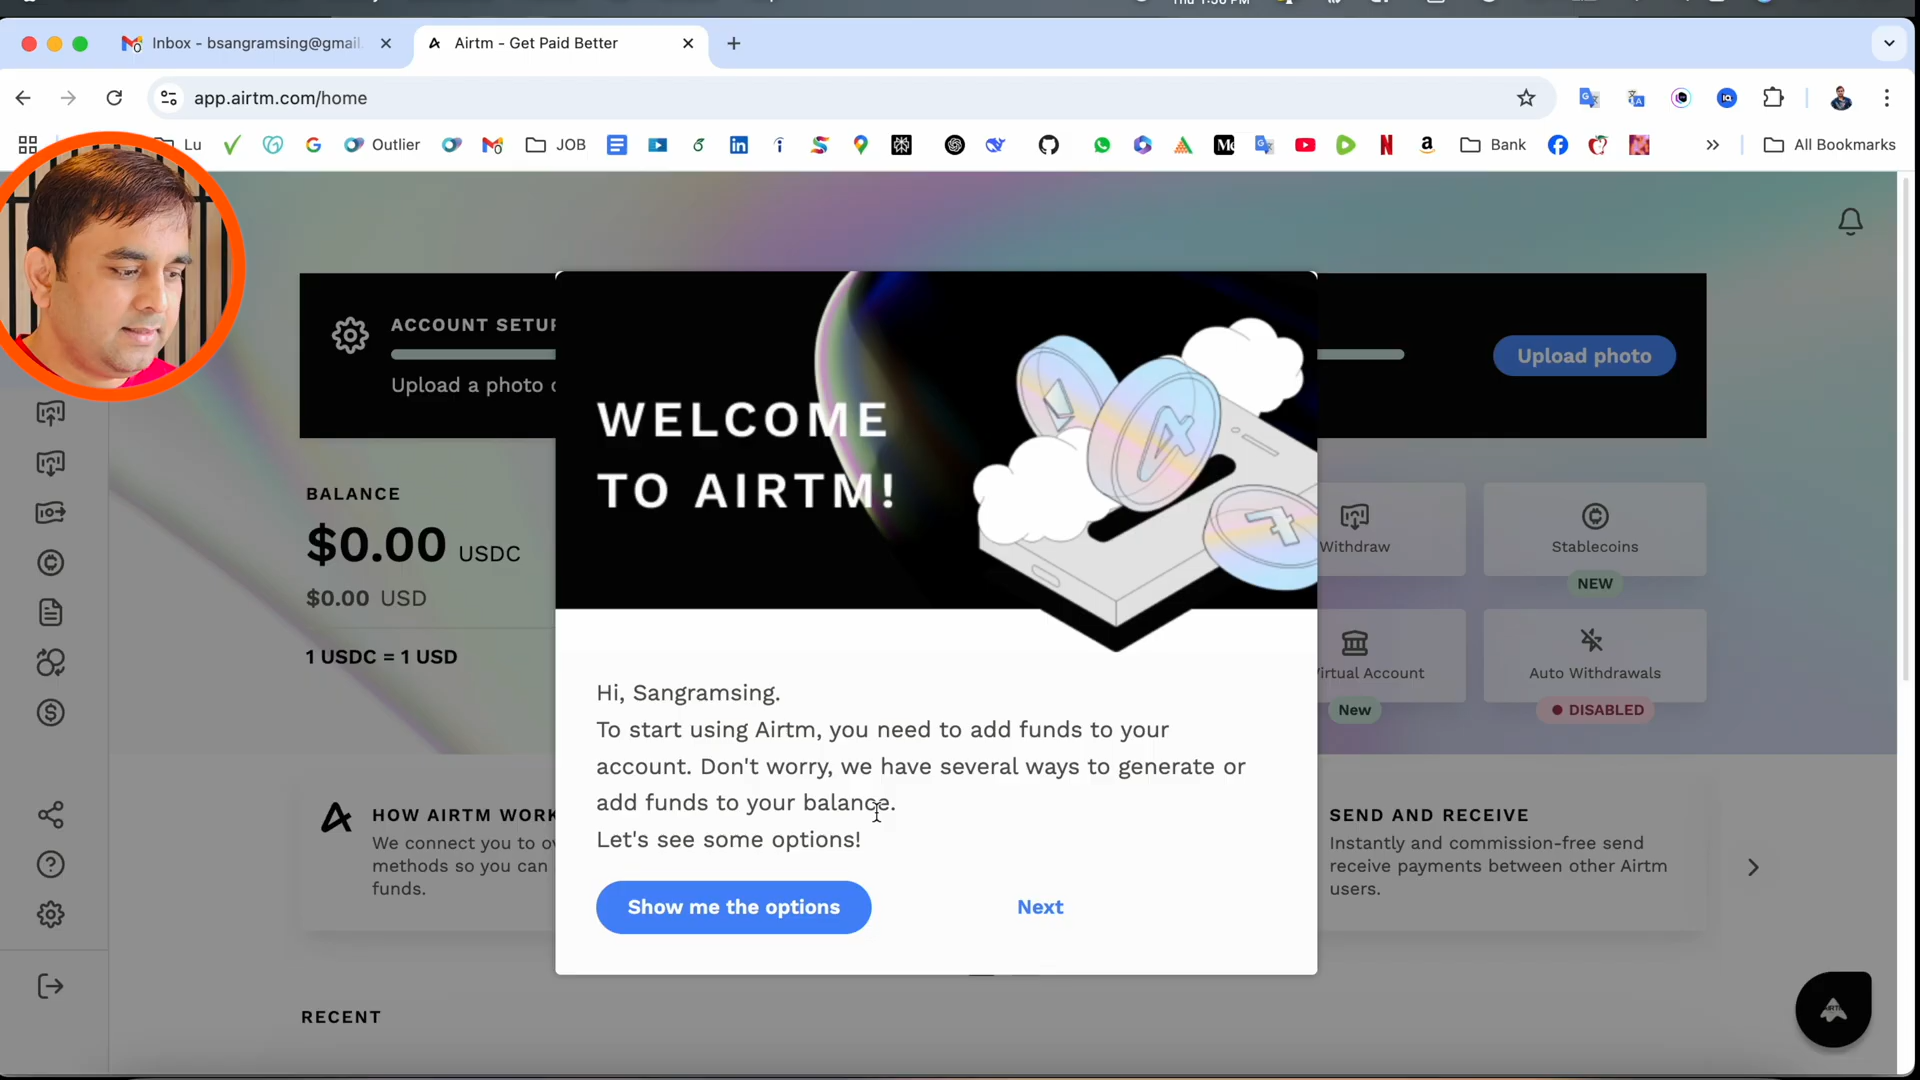 Inbox - bsangramsing@gmail.
Airtm - Get Paid Better
app.airtm.com/home
Lu
Outlier
JOB
Bank
All Bookmarks
ACCOUNT SETUP
Upload a photo o
Upload photo
WELCOME
TO AIRTM!
BALANCE
$0.00 USDC
$0.00 USD
1 USDC = 1 USD
Withdraw
Stablecoins
NEW
Virtual Account
New
Auto Withdrawals
DISABLED
Hi, Sangramsing.
To start using Airtm, you need to add funds to your
account. Don't worry, we have several ways to generate or
add funds to your balance.
Let's see some options!
Show me the options
Next
HOW AIRTM WORK
We connect you to ov
methods so you can
funds.
SEND AND RECEIVE
Instantly and commission-free send
receive payments between other Airtm
users.
RECENT